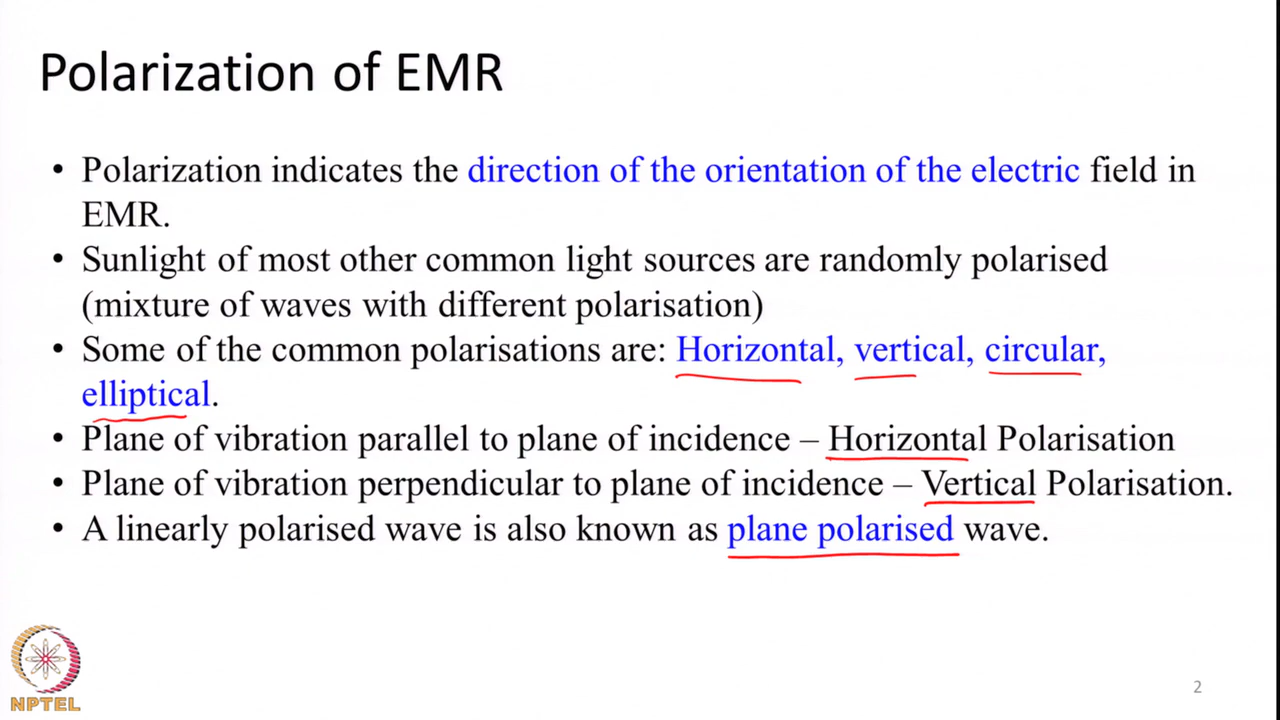 Polarization of EMR
• Polarization indicates the direction of the orientation of the electric field in
EMR.
• Sunlight of most other common light sources are randomly polarised
(mixture of waves with different polarisation)
• Some of the common polarisations are: Horizontal, vertical, circular,
elliptical.
• Plane of vibration parallel to plane of incidence – Horizontal Polarisation
• Plane of vibration perpendicular to plane of incidence – Vertical Polarisation.
• A linearly polarised wave is also known as plane polarised wave.
NPTEL
2